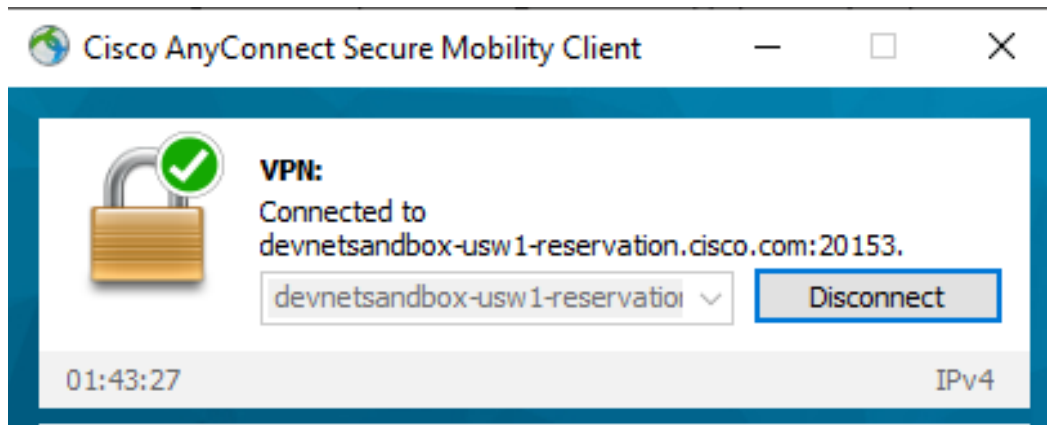 Cisco AnyConnect Secure Mobility Client
VPN:
Connected to
devnetsandbox-usw1-reservation.cisco.com:20153.
devnetsandbox-usw1-reservation
Disconnect
01:43:27
IPv4